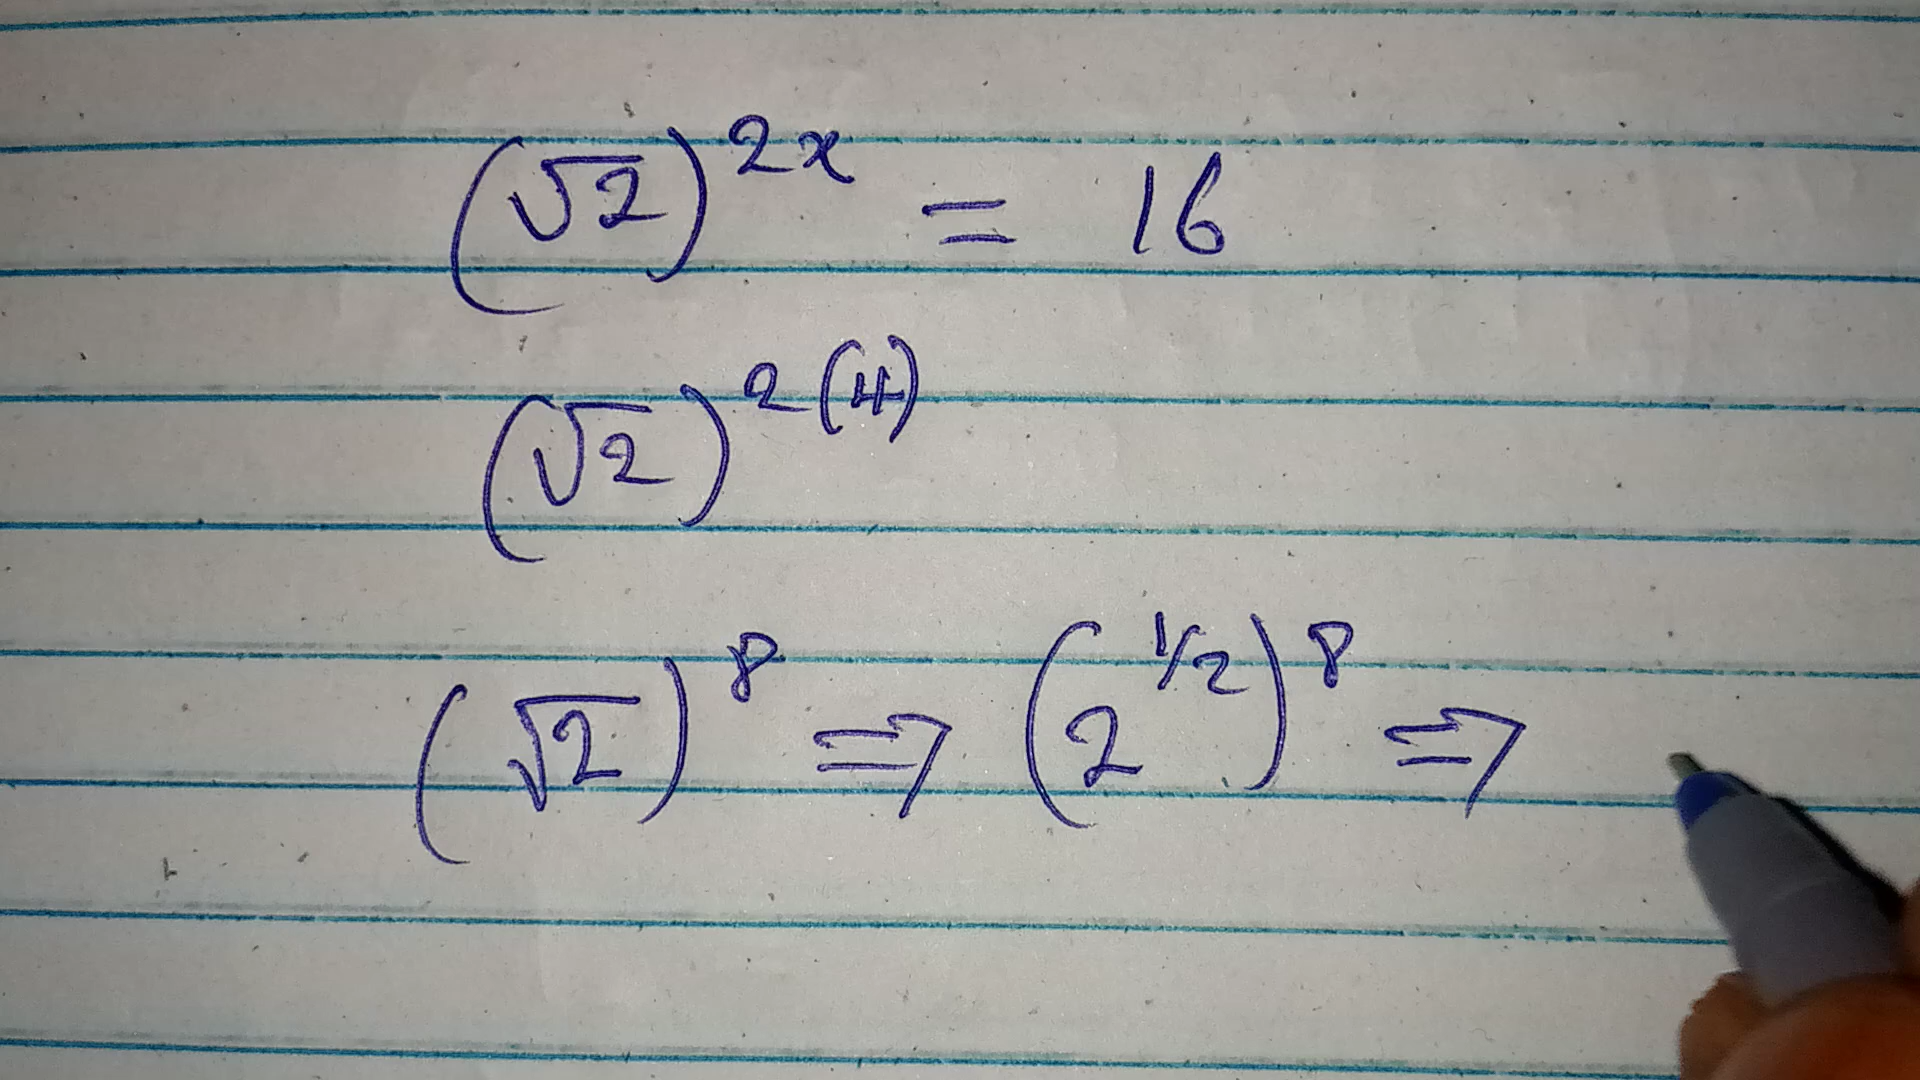 (√2)^2x = 16
(√2)^2(4)
(√2)^8 ⇒ (2^1/2)^8 ⇒